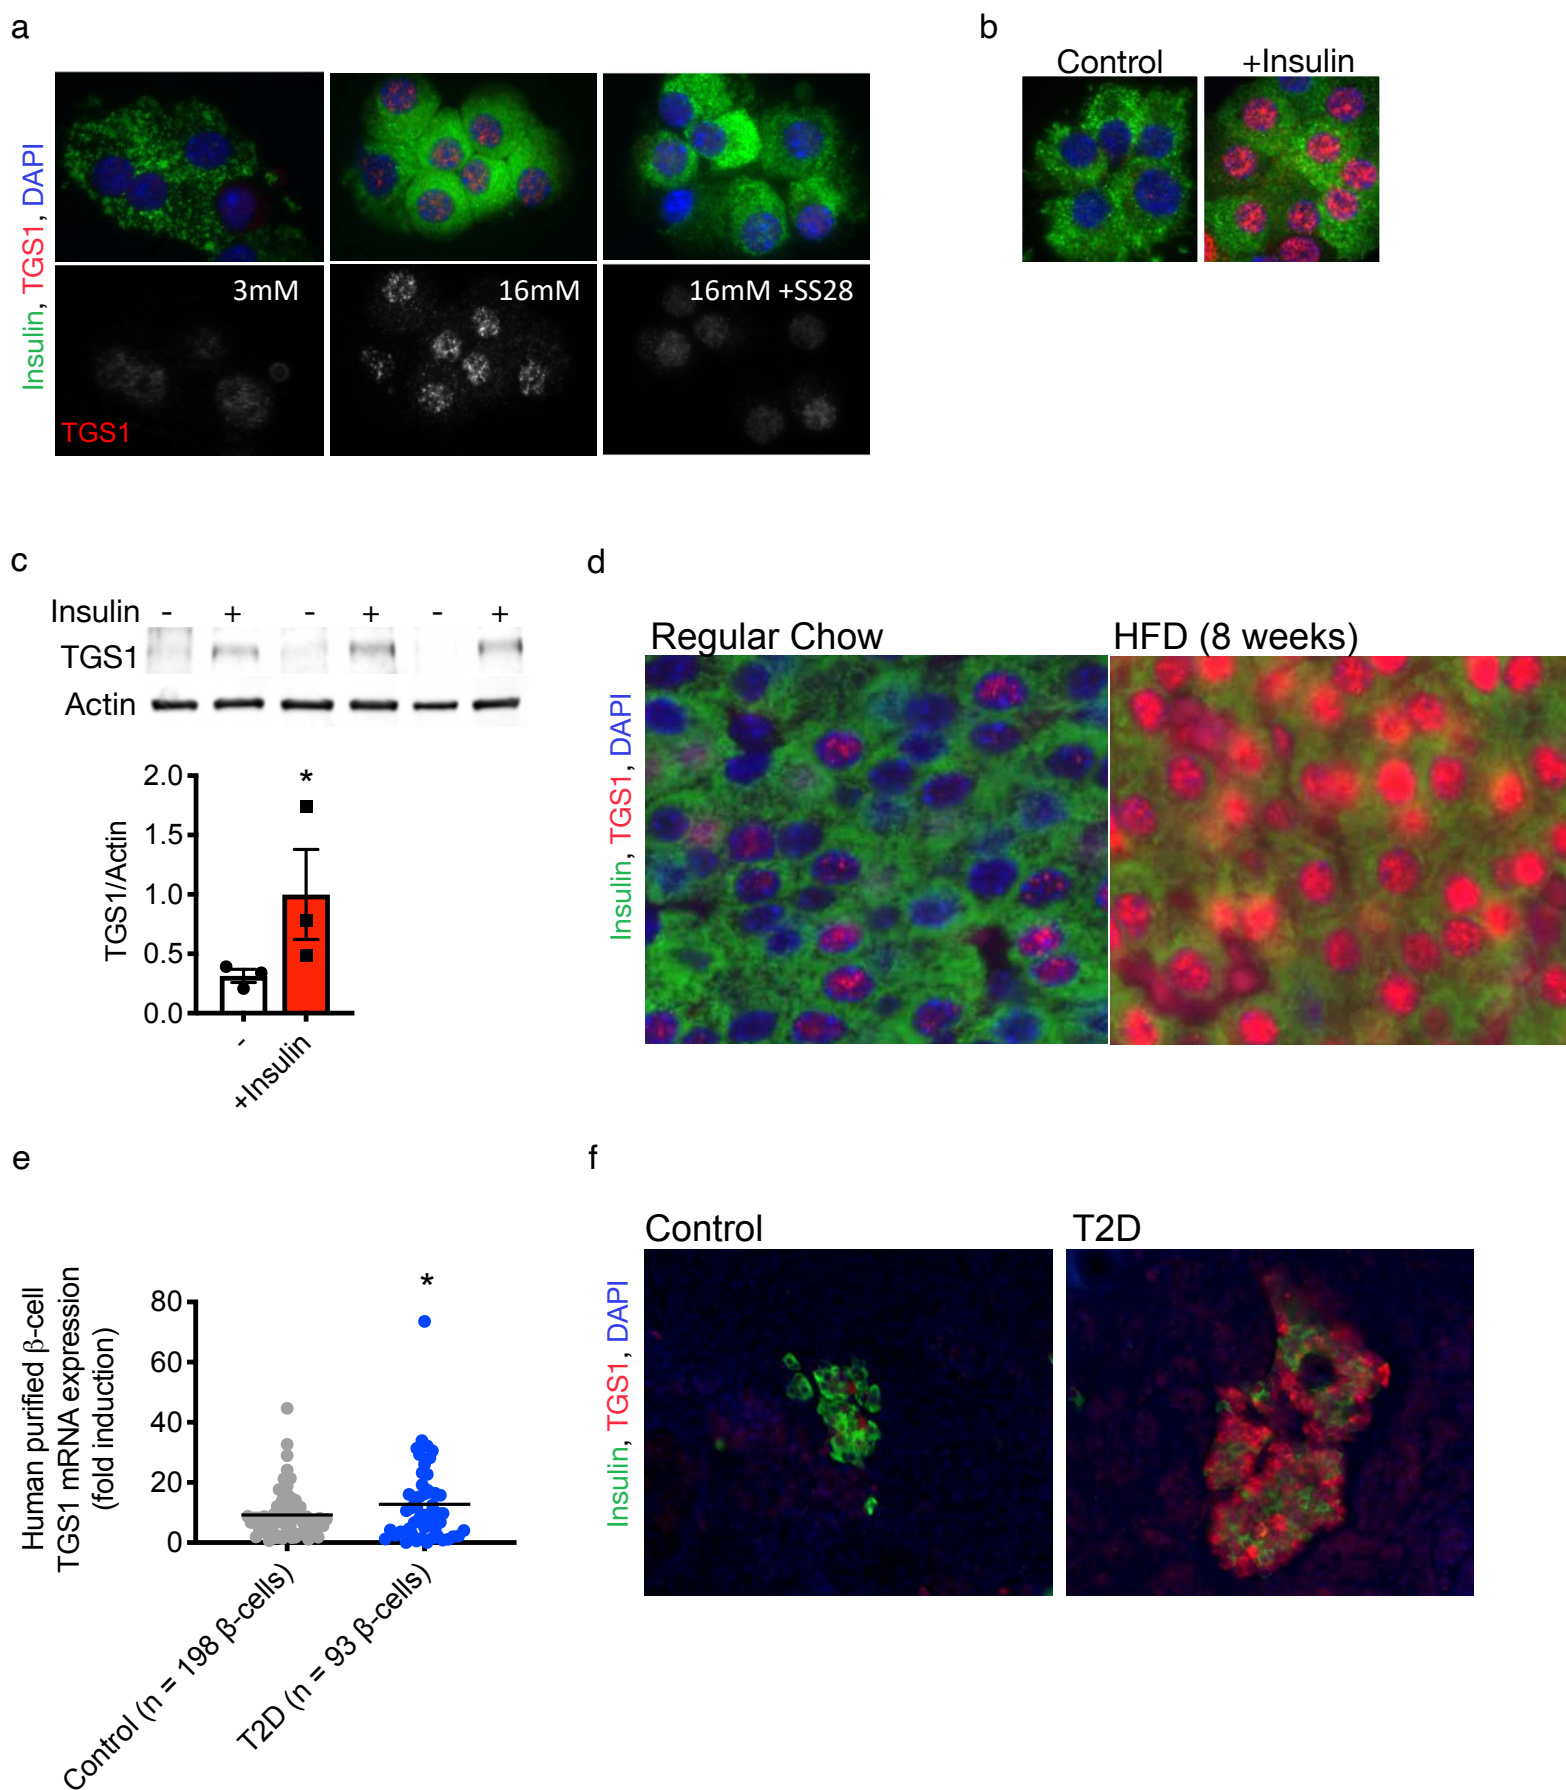 a
Insulin, TGS1, DAPI
3mM
16mM
16mM +SS28
TGS1
b
Control
+Insulin
c
Insulin - + - + - +
TGS1
Actin
TGS1/Actin
2.0
1.5
1.0
0.5
0.0
*
-
+Insulin
d
Regular Chow
HFD (8 weeks)
Insulin, TGS1, DAPI
e
Human purified β-cell
TGS1 mRNA expression
(fold induction)
80
60
40
20
0
*
Control (n = 198 β-cells)
T2D (n = 93 β-cells)
f
Control
T2D
Insulin, TGS1, DAPI